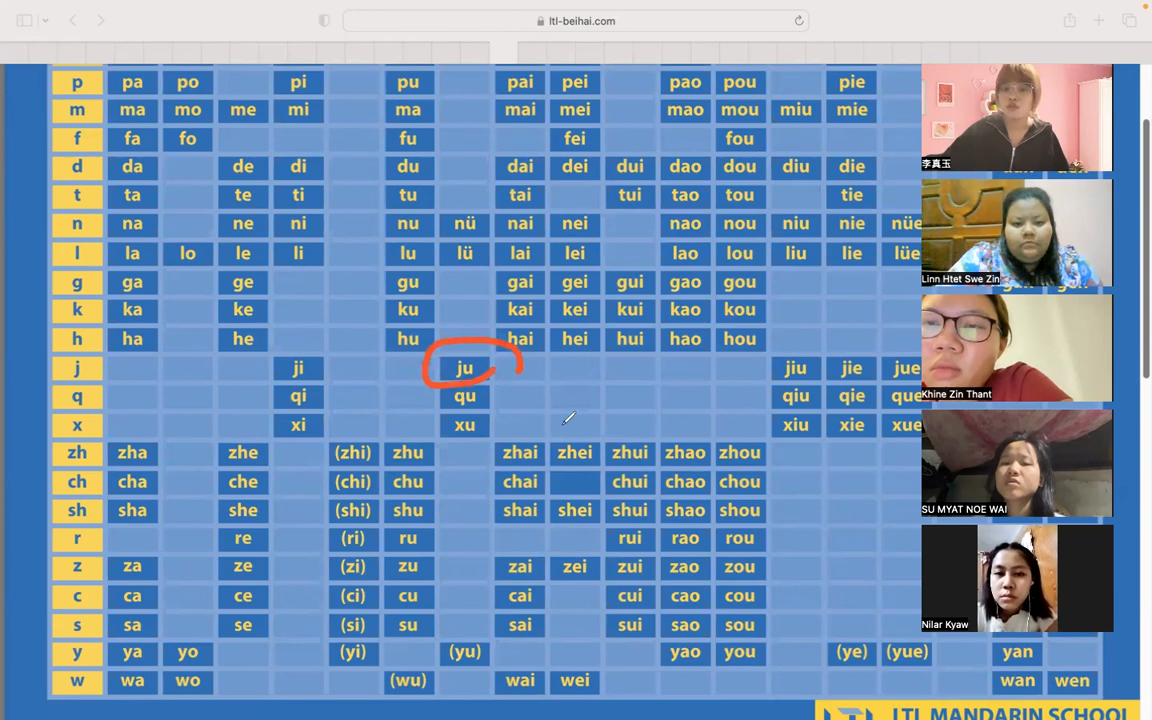 ltl-beihai.com
p pa po pi pu pai pei pao pou pie
m ma mo me mi ma mai mei mao mou miu mie
f fa fo fu fei fou
d da de di du dai dei dui dao dou diu die
t ta te ti tu tai tui tao tou tie
n na ne ni nu nü nai nei nao nou niu nie nüe
l la lo le li lu lü lai lei lao lou liu lie lüe
g ga ge gu gai gei gui gao gou
k ka ke ku kai kei kui kao kou
h ha he hu hai hei hui hao hou
j ji ju jiu jie jue
q qi qu qiu qie que
x xi xu xiu xie xue
zh zha zhe (zhi) zhu zhai zhei zhui zhao zhou
ch cha che (chi) chu chai chui chao chou
sh sha she (shi) shu shai shei shui shao shou
r re (ri) ru rui rao rou
z za ze (zi) zu zai zei zui zao zou
c ca ce (ci) cu cai cui cao cou
s sa se (si) su sai sui sao sou
y ya yo (yi) (yu) yao you (ye) (yue) yan
w wa wo (wu) wai wei wan wen
LTL MANDARIN SCHOOL
李真玉
Linn Htet Swe Zin
Khine Zin Thant
SU MYAT NOE WAI
Nilar Kyaw